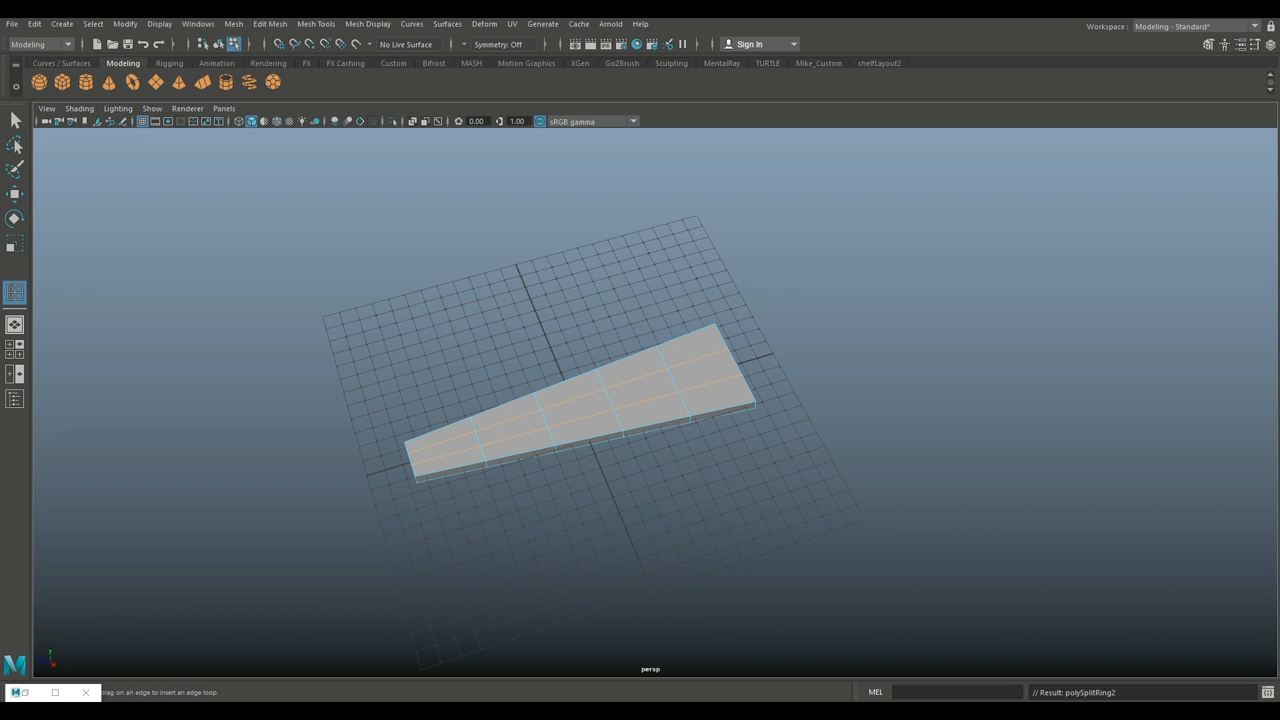 File Edit Create Select Modify Display Windows Mesh Edit Mesh Mesh Tools Mesh Display Curves Surfaces Deform UV Generate Cache Arnold Help
Workspace : Modeling - Standard*
Modeling No Live Surface Symmetry: Off Sign In
Curves / Surfaces Modeling Rigging Animation Rendering FX FX Caching Custom Bifrost MASH Motion Graphics XGen GoZBrush Sculpting MentalRay TURTLE Mike_Custom shelfLayout2
View Shading Lighting Show Renderer Panels
0.00 1.00 sRGB gamma
y
persp
drag on an edge to insert an edge loop.
MEL
// Result: polySplitRing2